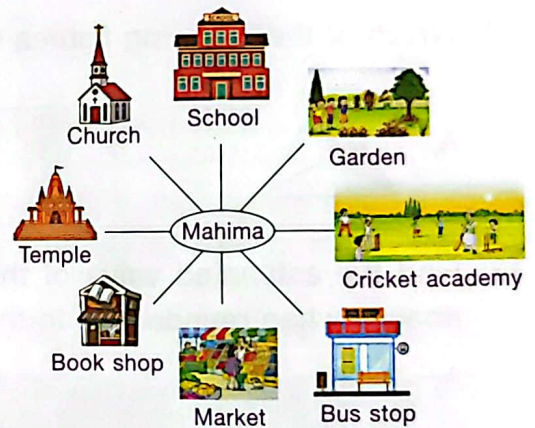 SCHOOL
School
Church
Garden
Mahima
Temple
Cricket academy
Book shop
Market
Bus stop